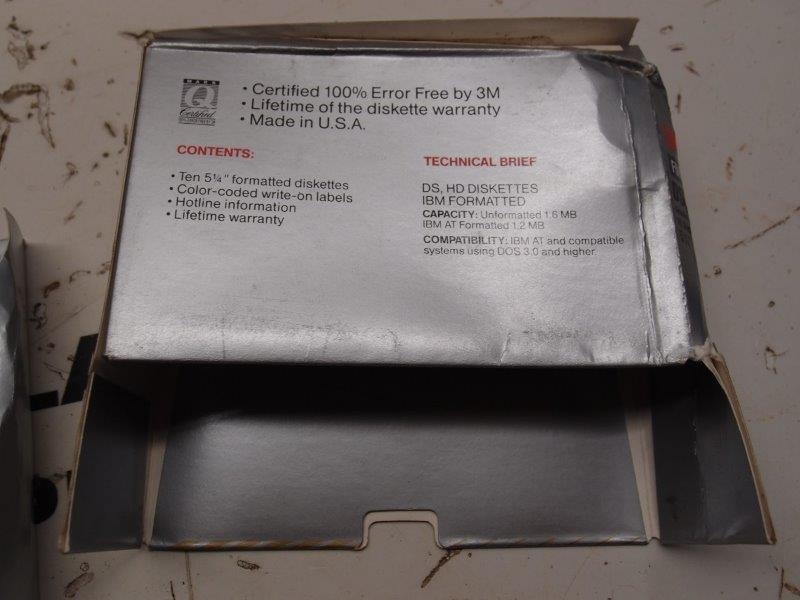 MARK
Q
Certified
• Certified 100% Error Free by 3M
• Lifetime of the diskette warranty
• Made in U.S.A.
CONTENTS:
• Ten 5¼" formatted diskettes
• Color-coded write-on labels
• Hotline information
• Lifetime warranty
TECHNICAL BRIEF
DS, HD DISKETTES
IBM FORMATTED
CAPACITY: Unformatted 1.6 MB
IBM AT Formatted 1.2 MB
COMPATIBILITY: IBM AT and compatible
systems using DOS 3.0 and higher.